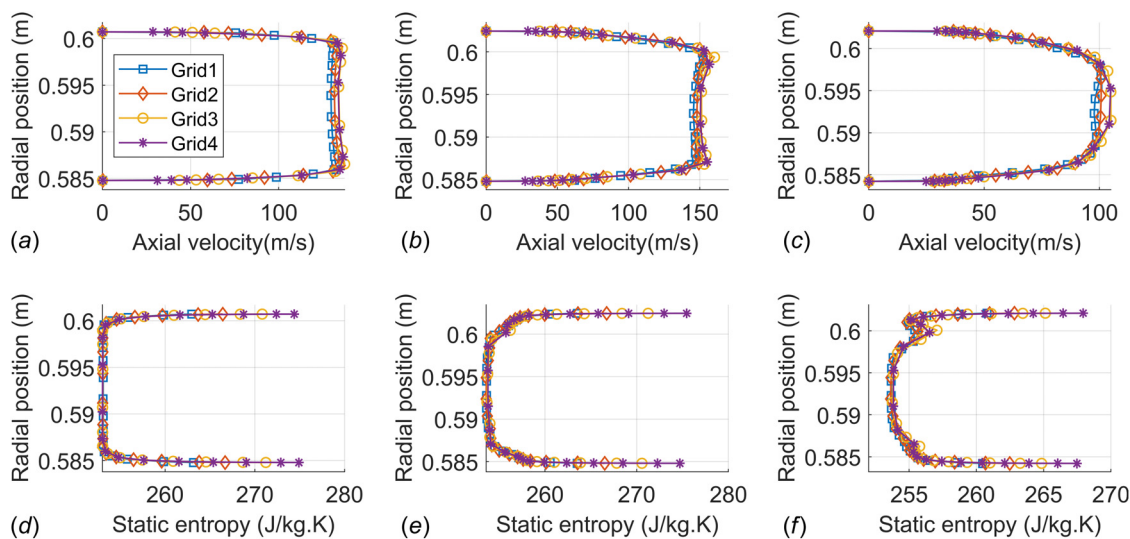 Radial position (m)
0.6
0.595
0.59
0.585
Grid1
Grid2
Grid3
Grid4
0 50 100
(a) Axial velocity(m/s)
Radial position (m)
0.6
0.595
0.59
0.585
0 50 100 150
(b) Axial velocity(m/s)
Radial position (m)
0.6
0.595
0.59
0.585
0 50 100
(c) Axial velocity(m/s)
Radial position (m)
0.6
0.595
0.59
0.585
260 270 280
(d) Static entropy (J/kg.K)
Radial position (m)
0.6
0.595
0.59
0.585
260 270 280
(e) Static entropy (J/kg.K)
Radial position (m)
0.6
0.595
0.59
0.585
255 260 265 270
(f) Static entropy (J/kg.K)